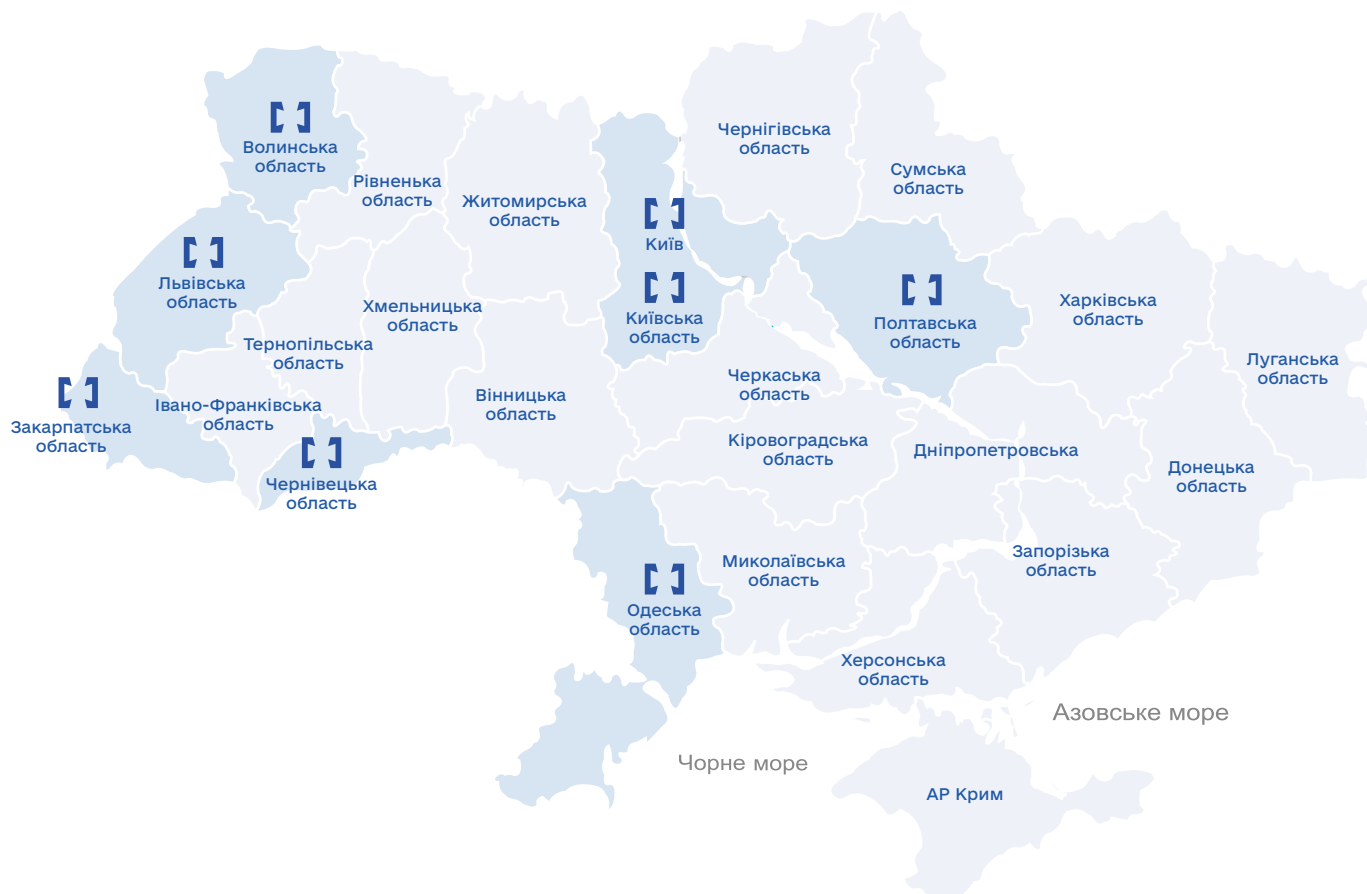 Чернігівська
область
Волинська
область
Сумська
область
Рівненька
область
Житомирська
область
Київ
Львівська
область
Хмельницька
область
Київська
область
Полтавська
область
Харківська
область
Тернопільська
область
Луганська
область
Черкаська
область
Вінницька
область
Івано-Франківська
область
Закарпатська
область
Кіровоградська
область
Дніпропетровська
Донецька
область
Чернівецька
область
Запорізька
область
Миколаївська
область
Одеська
область
Херсонська
область
Азовське море
Чорне море
АР Крим